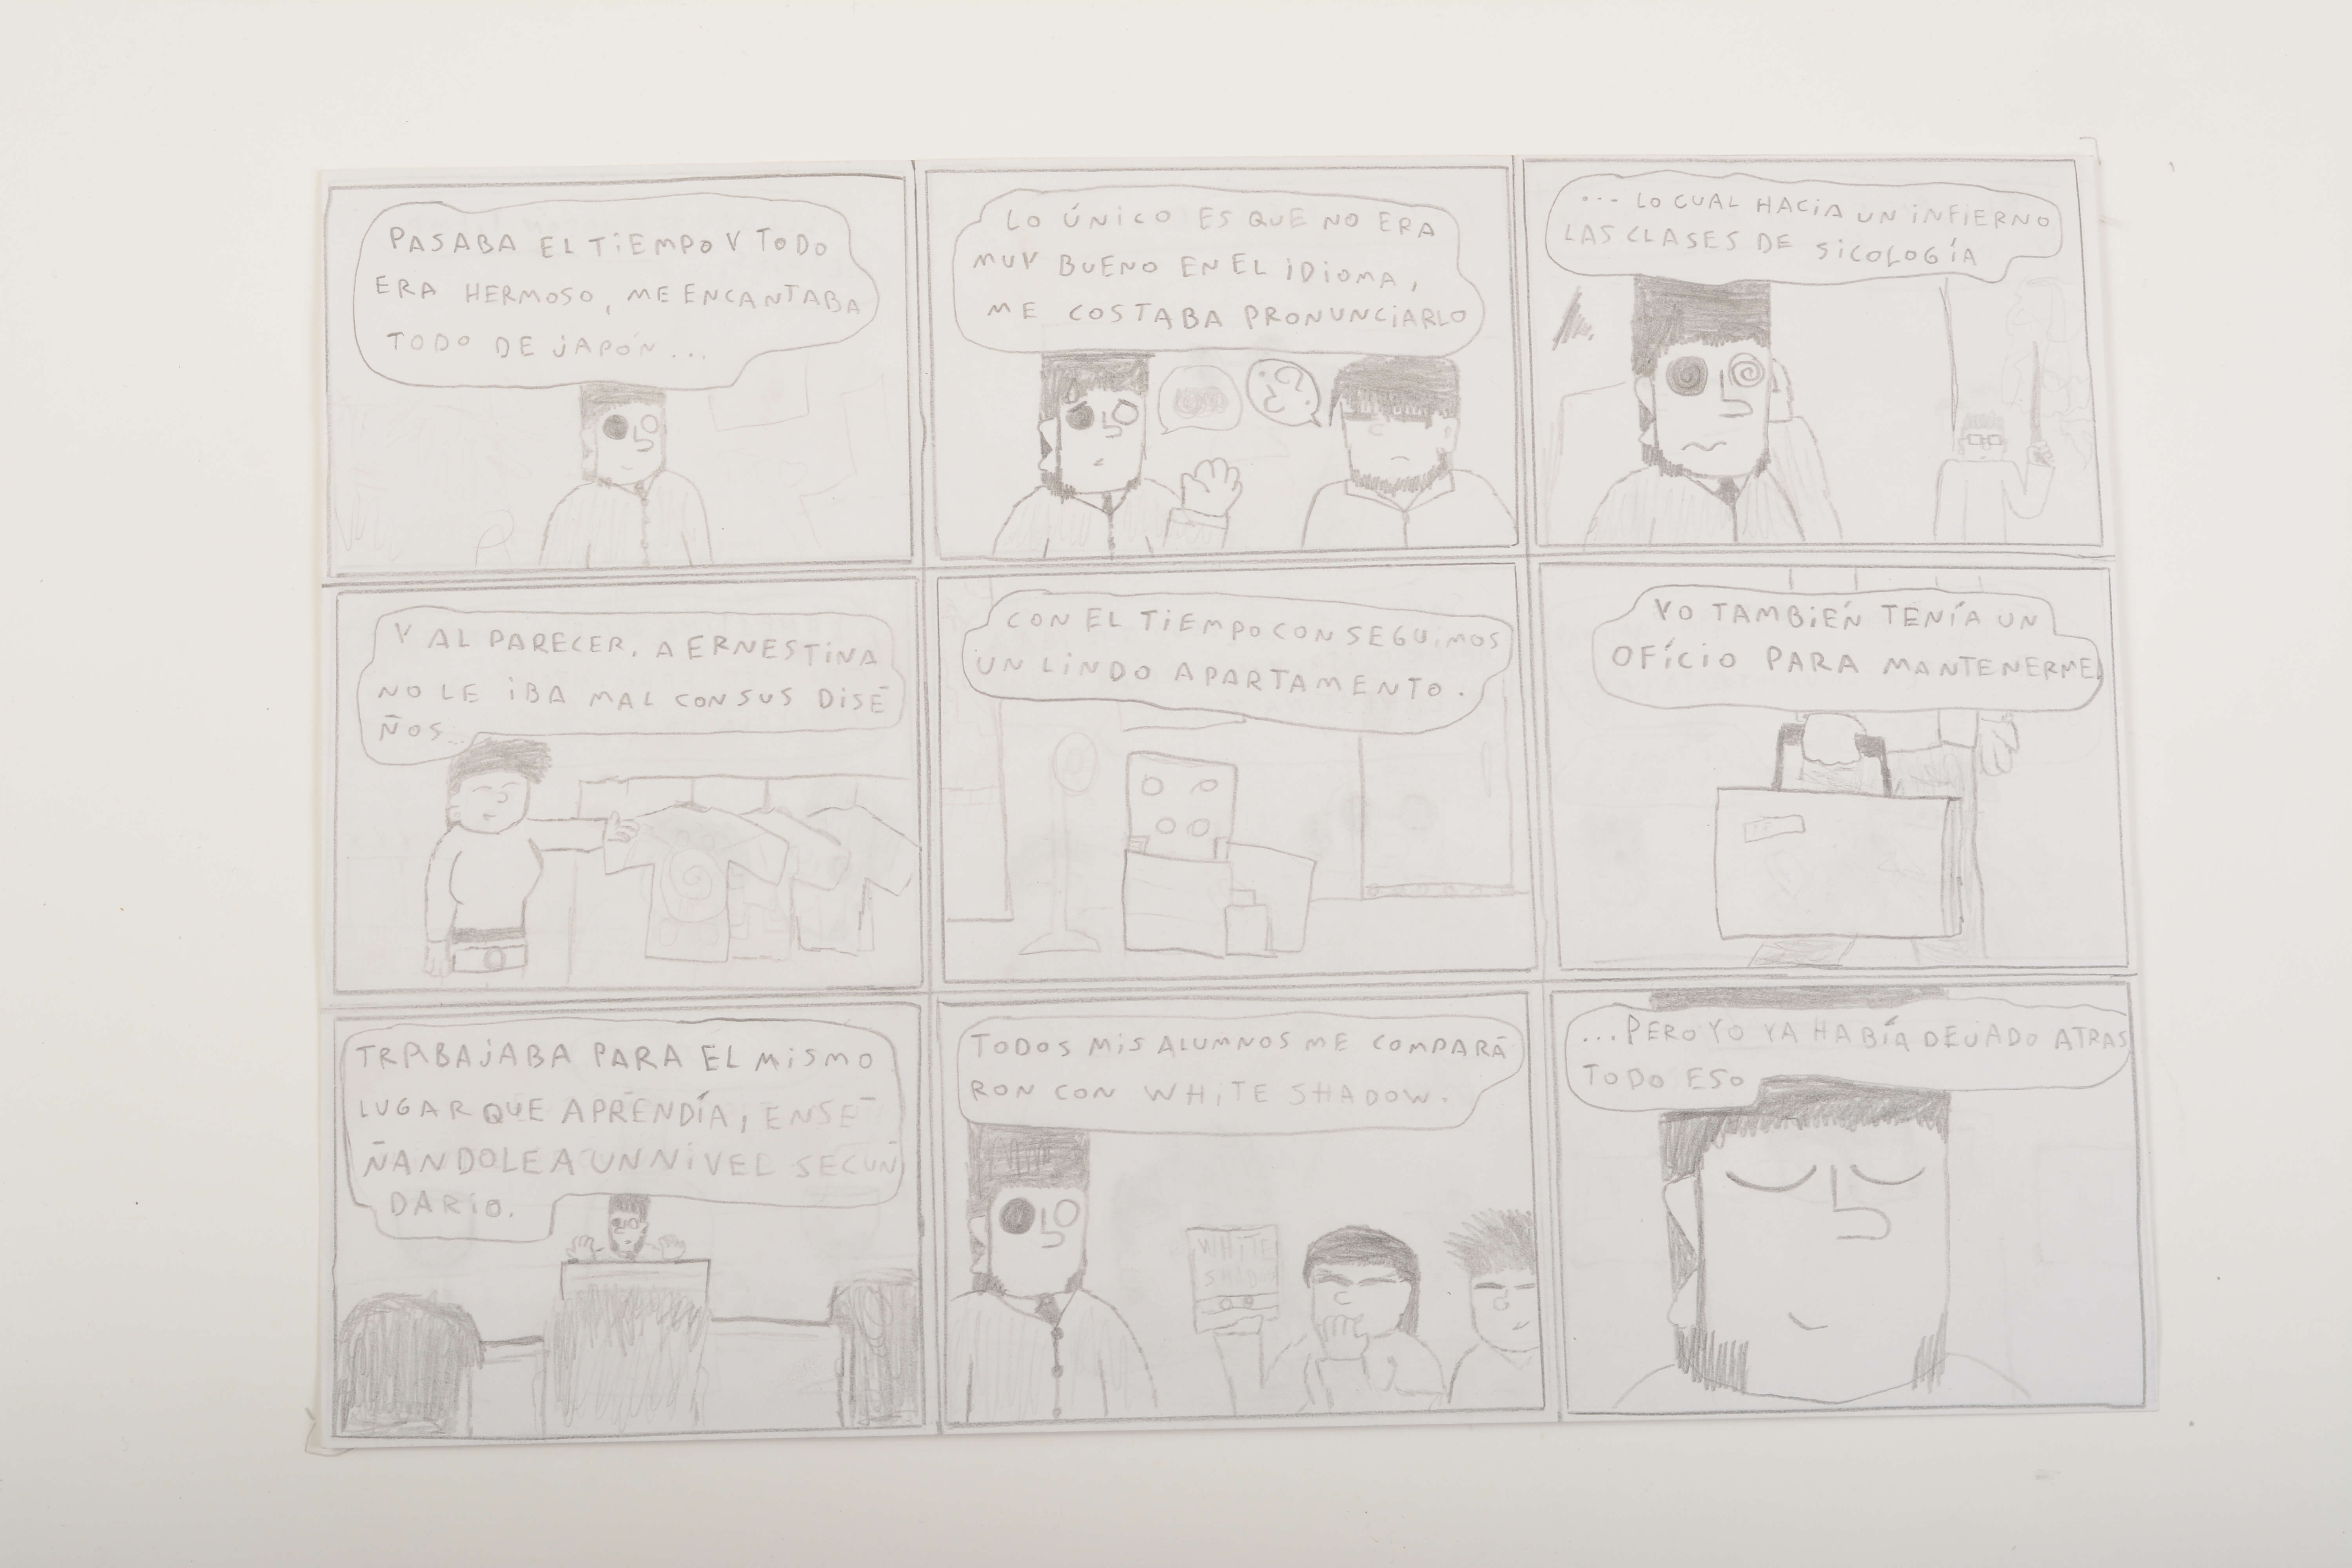 PASABA EL TIEMPO Y TODO
ERA HERMOSO, ME ENCANTABA
TODO DE JAPÓN...
LO ÚNICO ES QUE NO ERA
MUY BUENO EN EL IDIOMA,
ME COSTABA PRONUNCIARLO
... LO CUAL HACIA UN INFIERNO
LAS CLASES DE SICOLOGÍA
Y AL PARECER, A ERNESTINA
NO LE IBA MAL CON SUS DISE-
ÑOS...
CON EL TIEMPO CONSEGUIMOS
UN LINDO APARTAMENTO.
YO TAMBIÉN TENÍA UN
OFÍCIO PARA MANTENERME.
TRABAJABA PARA EL MISMO
LUGAR QUE APRENDÍA, ENSE-
ÑANDOLE A UN NIVEL SECUN
DARIO.
TODOS MIS ALUMNOS ME COMPARA-
RON CON WHITE SHADOW.
WHITE
SHADOW
...PERO YO YA HABÍA DEJADO ATRAS
TODO ESO